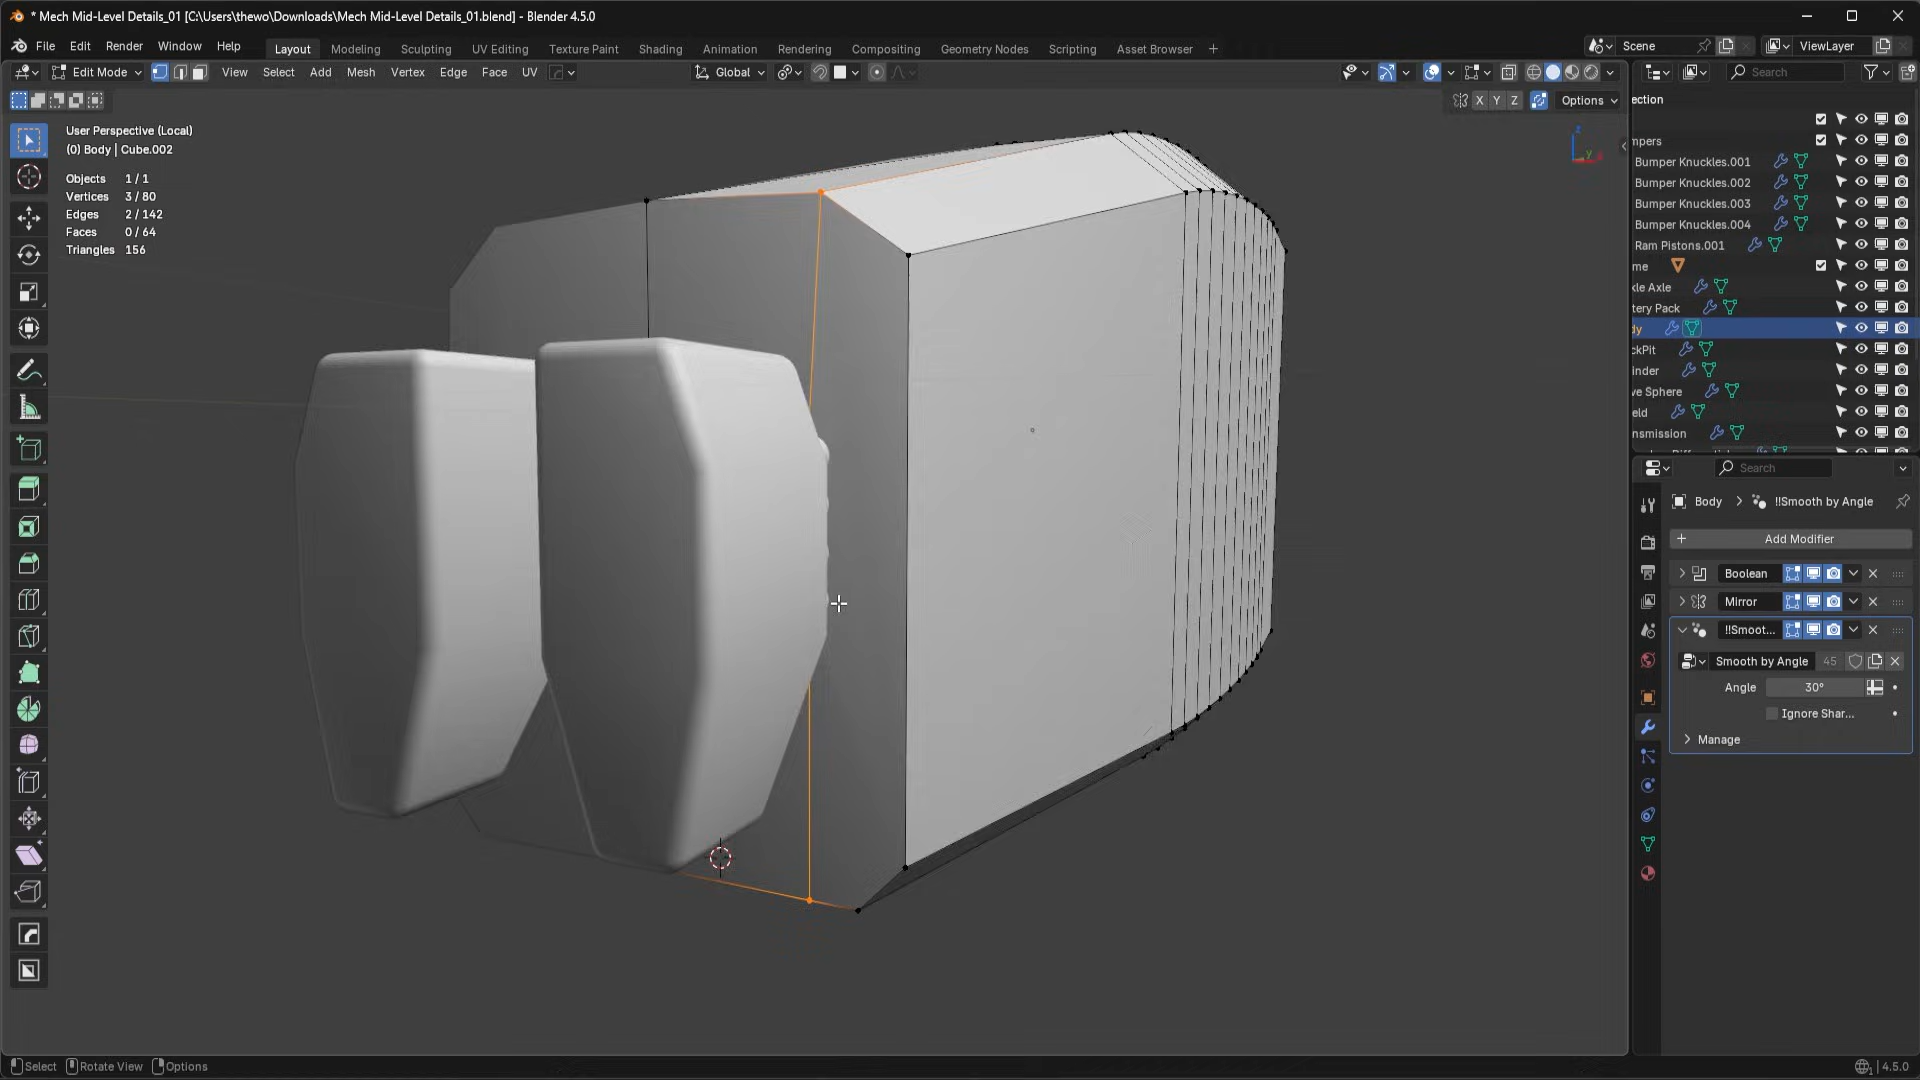 * Mech Mid-Level Details_01 [C:\Users\thewo\Downloads\Mech Mid-Level Details_01.blend] - Blender 4.5.0
File Edit Render Window Help Layout Modeling Sculpting UV Editing Texture Paint Shading Animation Rendering Compositing Geometry Nodes Scripting Asset Browser + Scene ViewLayer
Edit Mode View Select Add Mesh Vertex Edge Face UV Global Search
X Y Z Options
ection
User Perspective (Local)
(0) Body | Cube.002
Objects 1 / 1
Vertices 3 / 80
Edges 2 / 142
Faces 0 / 64
Triangles 156
mpers
Bumper Knuckles.001
Bumper Knuckles.002
Bumper Knuckles.003
Bumper Knuckles.004
Ram Pistons.001
me
kle Axle
tery Pack
dy
ckPit
inder
ve Sphere
eld
nsmission
Search
Body > !!Smooth by Angle
+ Add Modifier
Boolean
Mirror
!!Smoot...
Smooth by Angle 45
Angle 30°
Ignore Shar...
Manage
Select Rotate View Options 4.5.0